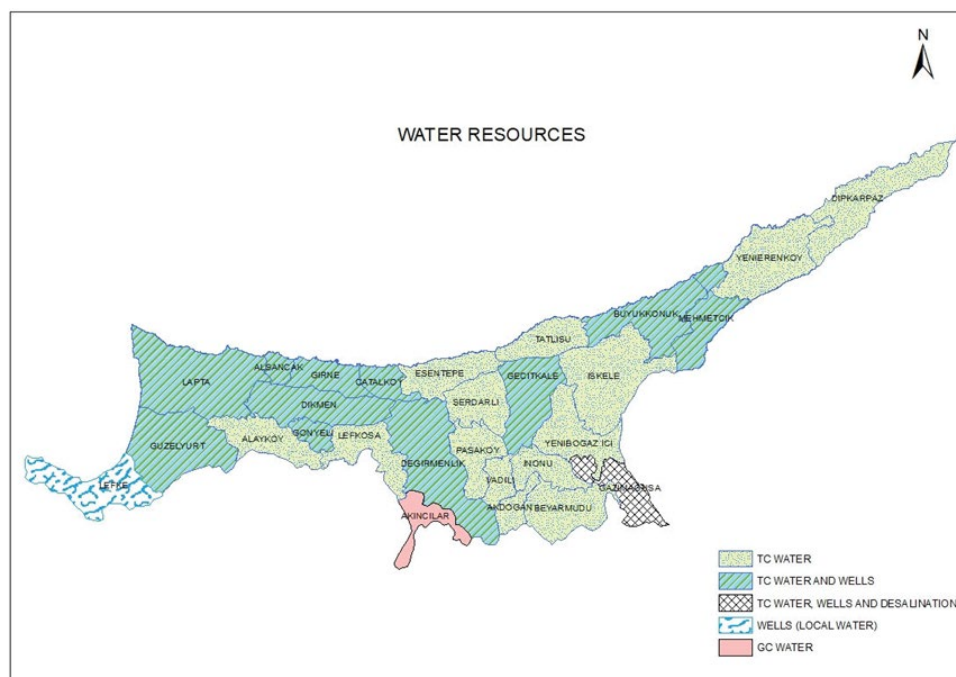 N
WATER RESOURCES
DIPKARPAZ
YENIERENKOY
BUYUKKONUK
MEHMETCIK
TATLISU
ALSANCAK
GIRNE
CATALKOY
ESENTEPE
GECITKALE
ISKELE
LAPTA
DIKMEN
SERDARLI
GUZELYURT
ALAYKOY
GONYELI
LEFKOSA
DEGIRMENLIK
PASAKOY
YENIBOGAZ ICI
INONU
VADILI
LEFKE
GAZIMAGUSA
AKINCILAR
AKDOGAN
BEYARMUDU
TC WATER
TC WATER AND WELLS
TC WATER, WELLS AND DESALINATION
WELLS (LOCAL WATER)
GC WATER